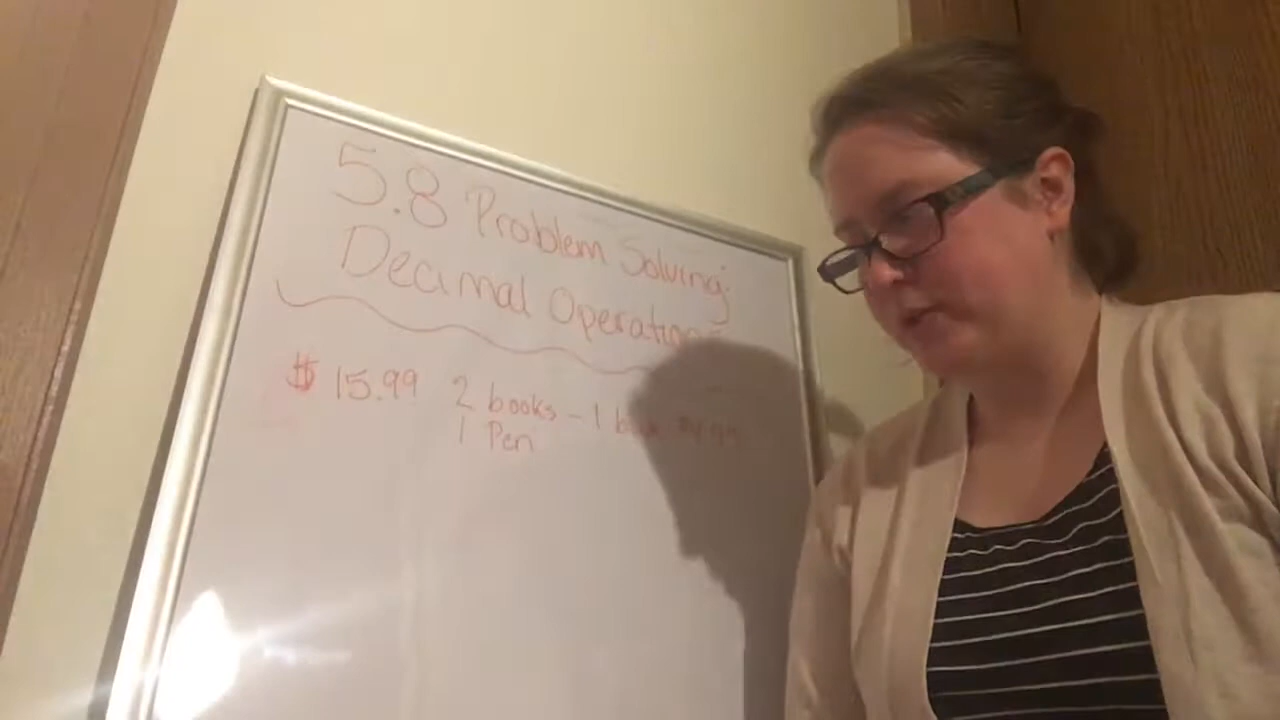 5.8 Problem Solving:
Decimal Operations
$ 15.99 2 books - 1 book
1 Pen